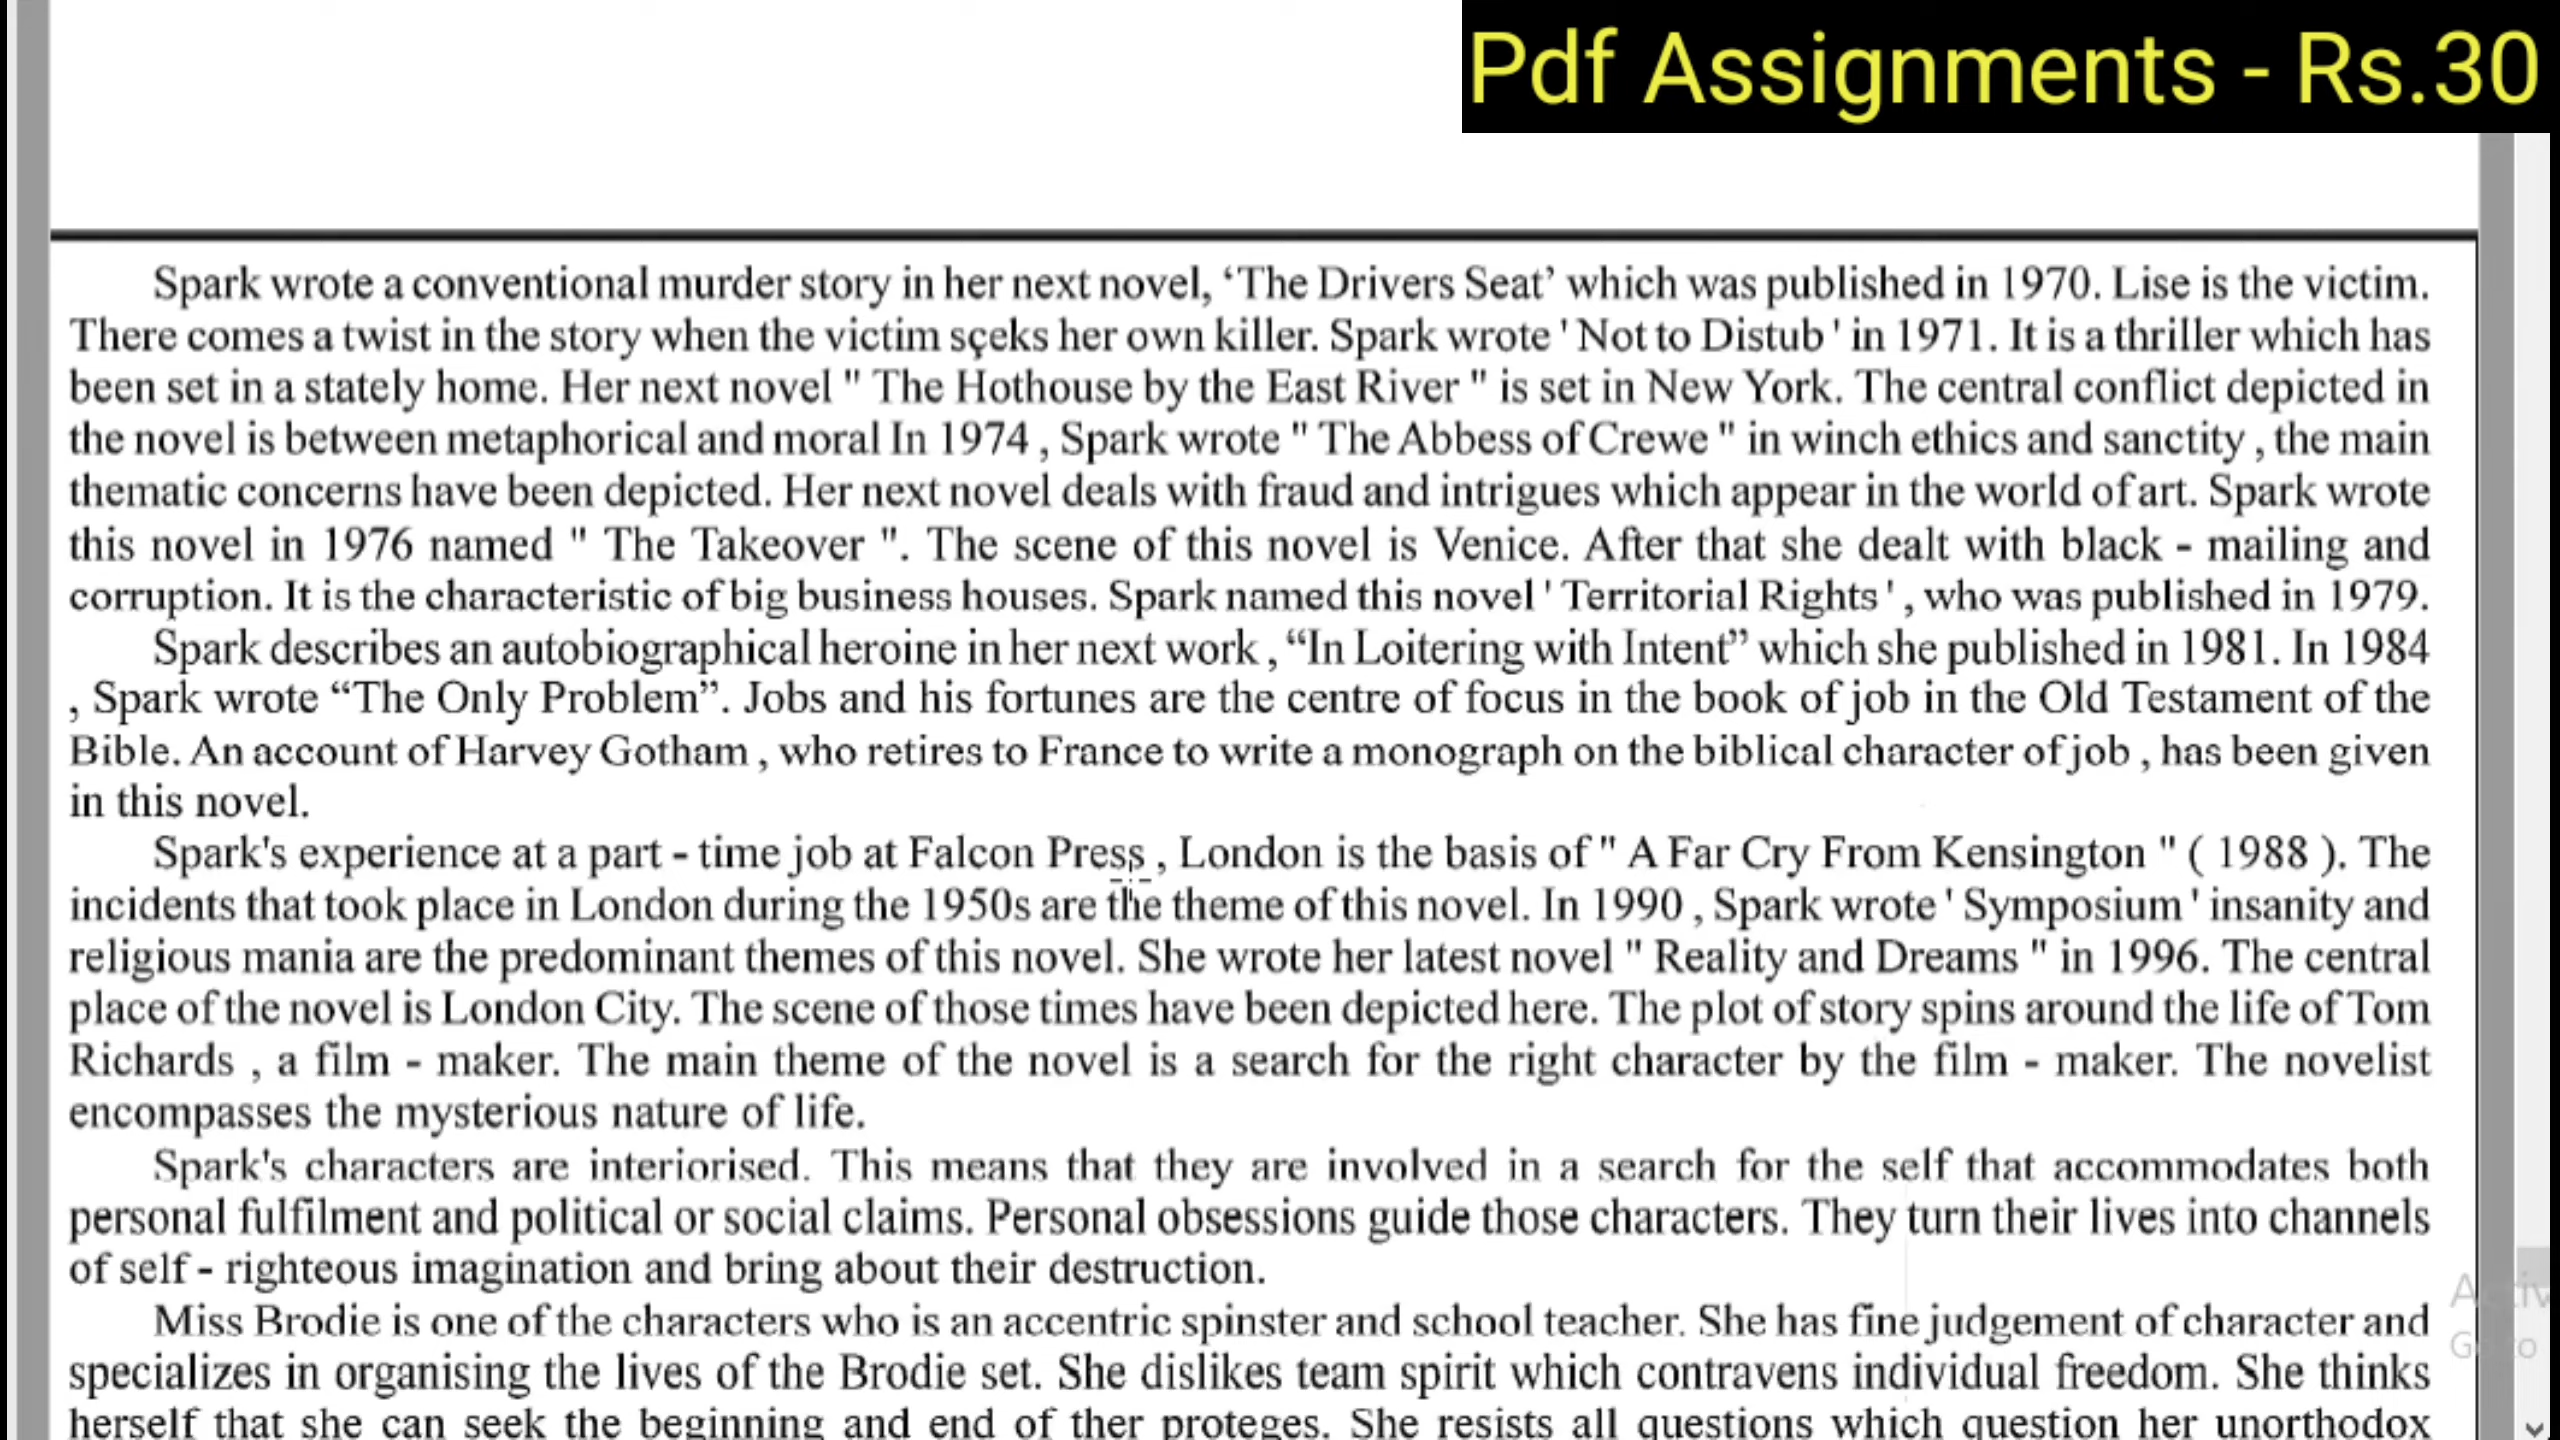 Pdf Assignments - Rs.30
Spark wrote a conventional murder story in her next novel, ‘The Drivers Seat’ which was published in 1970. Lise is the victim.
There comes a twist in the story when the victim sçeks her own killer. Spark wrote ' Not to Distub ' in 1971. It is a thriller which has
been set in a stately home. Her next novel " The Hothouse by the East River " is set in New York. The central conflict depicted in
the novel is between metaphorical and moral In 1974 , Spark wrote " The Abbess of Crewe " in winch ethics and sanctity , the main
thematic concerns have been depicted. Her next novel deals with fraud and intrigues which appear in the world of art. Spark wrote
this novel in 1976 named " The Takeover ". The scene of this novel is Venice. After that she dealt with black - mailing and
corruption. It is the characteristic of big business houses. Spark named this novel ' Territorial Rights ' , who was published in 1979.
Spark describes an autobiographical heroine in her next work , “In Loitering with Intent” which she published in 1981. In 1984
, Spark wrote “The Only Problem”. Jobs and his fortunes are the centre of focus in the book of job in the Old Testament of the
Bible. An account of Harvey Gotham , who retires to France to write a monograph on the biblical character of job , has been given
in this novel.
Spark's experience at a part - time job at Falcon Press , London is the basis of " A Far Cry From Kensington " ( 1988 ). The
incidents that took place in London during the 1950s are the theme of this novel. In 1990 , Spark wrote ' Symposium ' insanity and
religious mania are the predominant themes of this novel. She wrote her latest novel " Reality and Dreams " in 1996. The central
place of the novel is London City. The scene of those times have been depicted here. The plot of story spins around the life of Tom
Richards , a film - maker. The main theme of the novel is a search for the right character by the film - maker. The novelist
encompasses the mysterious nature of life.
Spark's characters are interiorised. This means that they are involved in a search for the self that accommodates both
personal fulfilment and political or social claims. Personal obsessions guide those characters. They turn their lives into channels
of self - righteous imagination and bring about their destruction.
Miss Brodie is one of the characters who is an accentric spinster and school teacher. She has fine judgement of character and
specializes in organising the lives of the Brodie set. She dislikes team spirit which contravens individual freedom. She thinks
herself that she can seek the beginning and end of ther proteges. She resists all questions which question her unorthodox
Go to